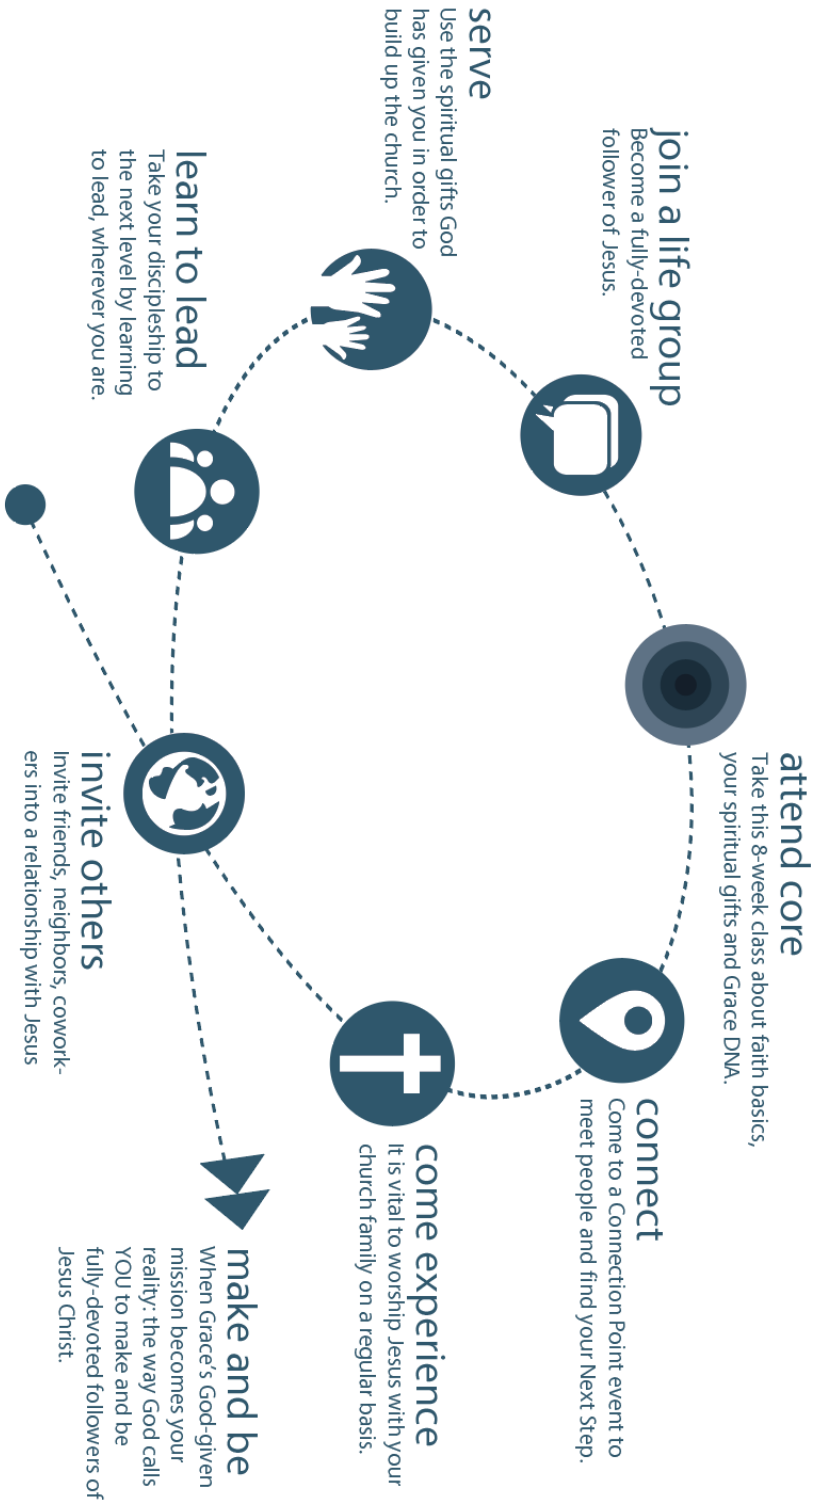 attend core
Take this 8-week class about faith basics,
your spiritual gifts and Grace DNA.
join a life group
Become a fully-devoted
follower of Jesus.
connect
Come to a Connection Point event to
meet people and find your Next Step.
serve
Use the spiritual gifts God
has given you in order to
build up the church.
come experience
It is vital to worship Jesus with your
church family on a regular basis.
learn to lead
Take your discipleship to
the next level by learning
to lead, wherever you are.
make and be
When Grace's God-given
mission becomes your
reality: the way God calls
YOU to make and be
fully-devoted followers of
Jesus Christ.
invite others
Invite friends, neighbors, cowork-
ers into a relationship with Jesus